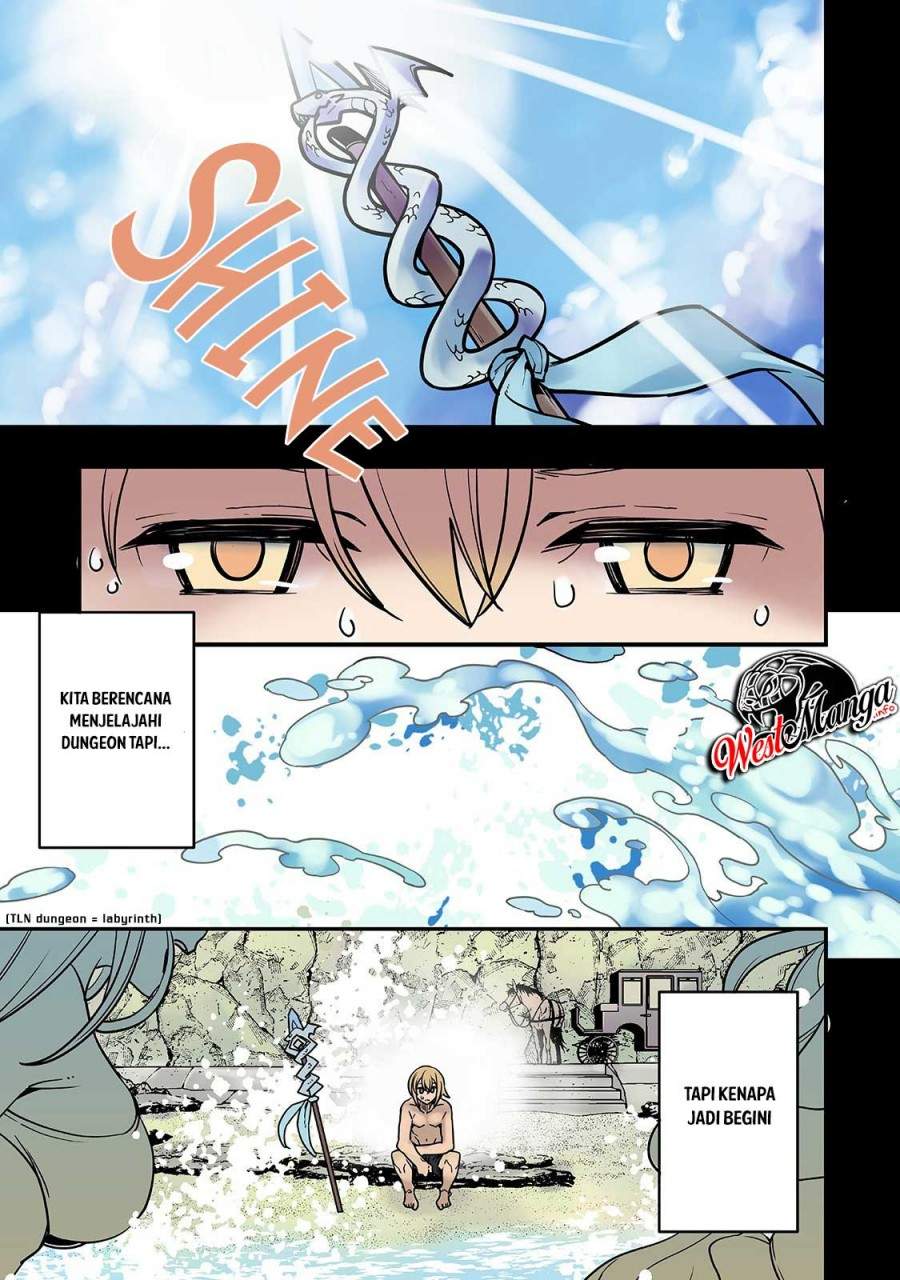 SHINE
KITA BERENCANA
MENJELAJAHI
DUNGEON TAPI...
WestManga
.info
(TLN dungeon = labyrinth)
TAPI KENAPA
JADI BEGINI